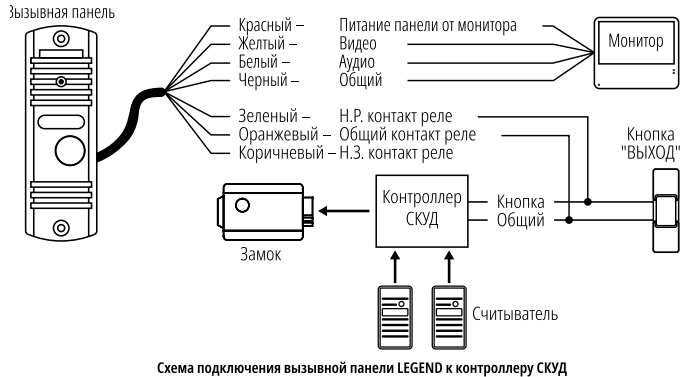 Вызывная панель
Красный – Питание панели от монитора
Желтый – Видео
Белый – Аудио
Черный – Общий
Монитор
Зеленый – Н.Р. контакт реле
Оранжевый – Общий контакт реле
Коричневый – Н.З. контакт реле
Кнопка
"ВЫХОД"
Контроллер
СКУД
Кнопка
Общий
Замок
Считыватель
Схема подключения вызывной панели LEGEND к контроллеру СКУД